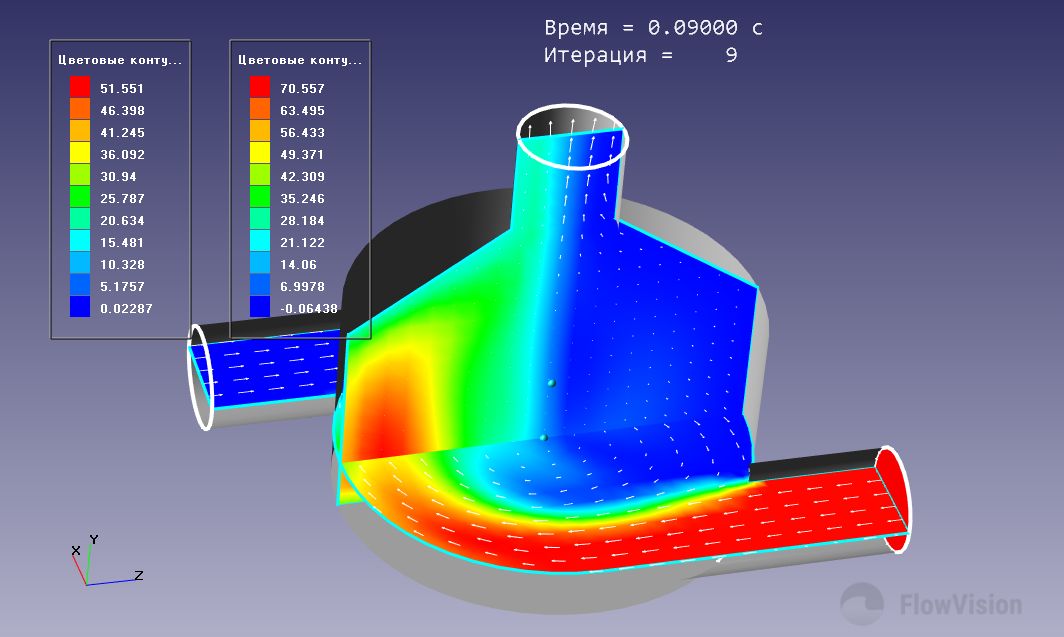 Время = 0.09000 с
Итерация = 9
Цветовые конту...
51.551
46.398
41.245
36.092
30.94
25.787
20.634
15.481
10.328
5.1757
0.02287
Цветовые конту...
70.557
63.495
56.433
49.371
42.309
35.246
28.184
21.122
14.06
6.9978
-0.06438
X
Y
Z
FlowVision